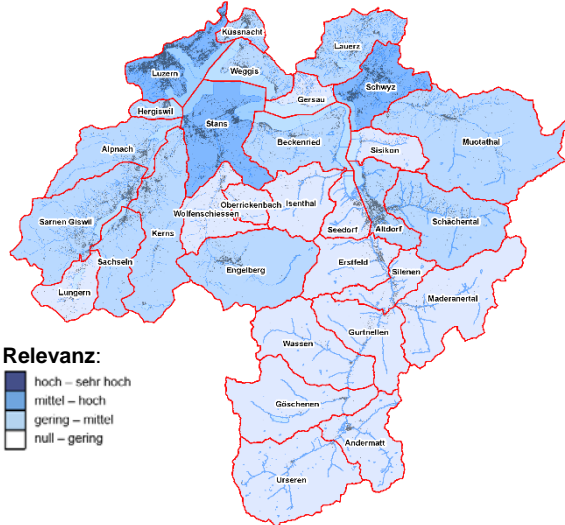 Küssnacht
Lauerz
Luzern
Weggis
Schwyz
Gersau
Hergiswil
Stans
Muotathal
Beckenried
Sisikon
Alpnach
Oberrickenbach
Isenthal
Wolfenschiessen
Sarnen Giswil
Schächental
Kerns
Seedorf
Altdorf
Sachseln
Erstfeld
Engelberg
Silenen
Lungern
Maderanertal
Gurtnellen
Wassen
Relevanz:
hoch – sehr hoch
mittel – hoch
gering – mittel
null – gering
Göschenen
Andermatt
Urseren